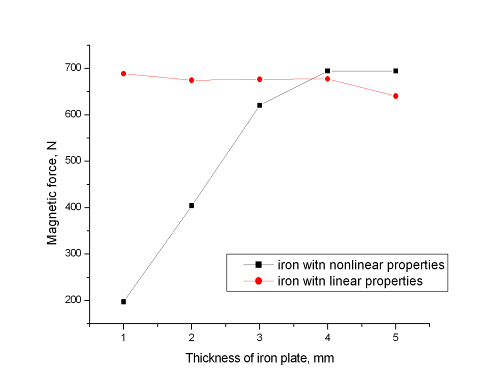 700
600
500
400
300
200
Magnetic force, N
iron witn nonlinear properties
iron witn linear properties
1 2 3 4 5
Thickness of iron plate, mm